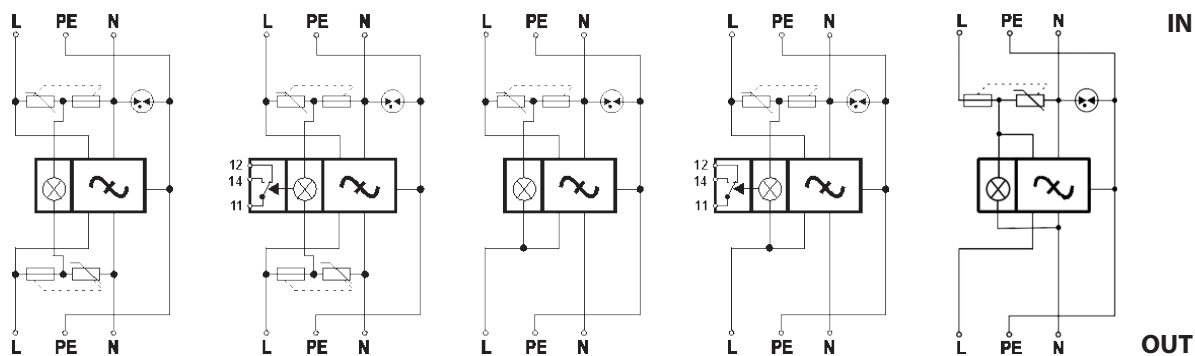 L PE N L PE N L PE N L PE N L PE N IN
12 12
14 14
11 11
L PE N L PE N L PE N L PE N L PE N OUT